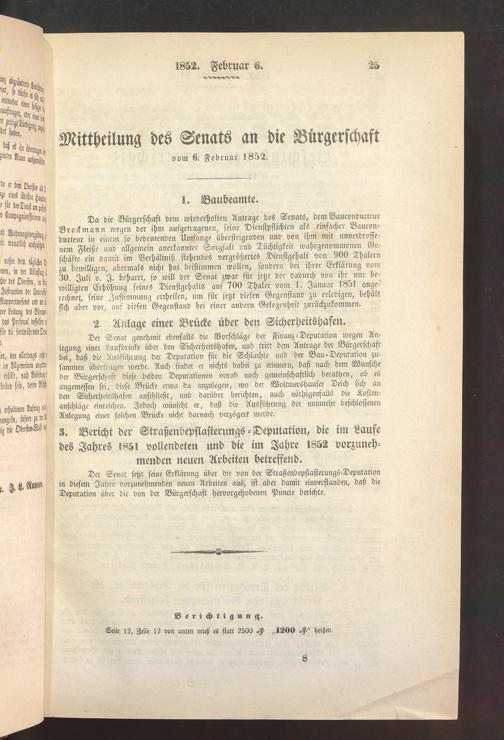 1852. Februar 6.
25
Mittheilung des Senats an die Bürgerschaft
vom 6. Februar 1852.
1. Baubeamte.
Da die Bürgerschaft dem wiederholten Antrage des Senats, dem Bauconducteur
Brockmann wegen der ihm aufgetragenen, seine Dienstpflichten als einfacher Baucon-
ducteur in einem so bedeutenden Umfange übersteigenden und von ihm mit unverdrosse-
nem Fleiße und allgemein anerkannter Sorgfalt und Tüchtigkeit wahrgenommenen Ge-
schäfte ein damit im Verhältniß stehendes vergrößertes Dienstgehalt von 900 Thalern
zu bewilligen, abermals nicht hat beistimmen wollen, sondern bei ihrer Erklärung vom
30. Juli v. J. beharrt, so will der Senat zwar für jetzt der dadurch von ihr nur be-
willigten Erhöhung seines Dienstgehalts auf 700 Thaler vom 1. Januar 1851 ange-
rechnet, seine Zustimmung ertheilen, um für jetzt diesen Gegenstand zu erledigen, behält
sich aber vor, auf diesen Gegenstand bei einer andern Gelegenheit zurückzukommen.
2. Anlage einer Brücke über den Sicherheitshafen.
Der Senat genehmt ebenfalls die Vorschläge der Finanz-Deputation wegen An-
legung einer Laufbrücke über den Sicherheitshafen, und tritt dem Antrage der Bürgerschaft
bei, daß die Ausführung der Deputation für die Schlachte und der Bau-Deputation zu-
sammen übertragen werde. Auch findet er nichts dabei zu erinnern, daß nach dem Wunsche
der Bürgerschaft diese beiden Deputationen vorab noch gemeinschaftlich berathen, ob es
angemessen sei, diese Brücke etwa da anzulegen, wo der Woltmershauser Deich sich an
den Sicherheitshafen anschließt, und darüber berichten, auch nöthigenfalls die Kosten-
anschläge einreichen. Jedoch wünscht er, daß die Ausführung der nunmehr beschlossenen
Anlegung einer solchen Brücke nicht darnach verzögert werde.
3. Bericht der Straßenbepflasterungs-Deputation, die im Laufe
des Jahres 1851 vollendeten und die im Jahre 1852 vorzuneh-
menden neuen Arbeiten betreffend.
Der Senat setzt seine Erklärung über die von der Straßenbepflasterungs-Deputation
in diesem Jahre vorzunehmenden neuen Arbeiten aus, ist aber damit einverstanden, daß die
Deputation über die von der Bürgerschaft hervorgehobenen Puncte berichte.
Berichtigung.
Seite 12, Zeile 12 von unten muß es statt 2500 ₰ „1200 ₰“ heißen.
8